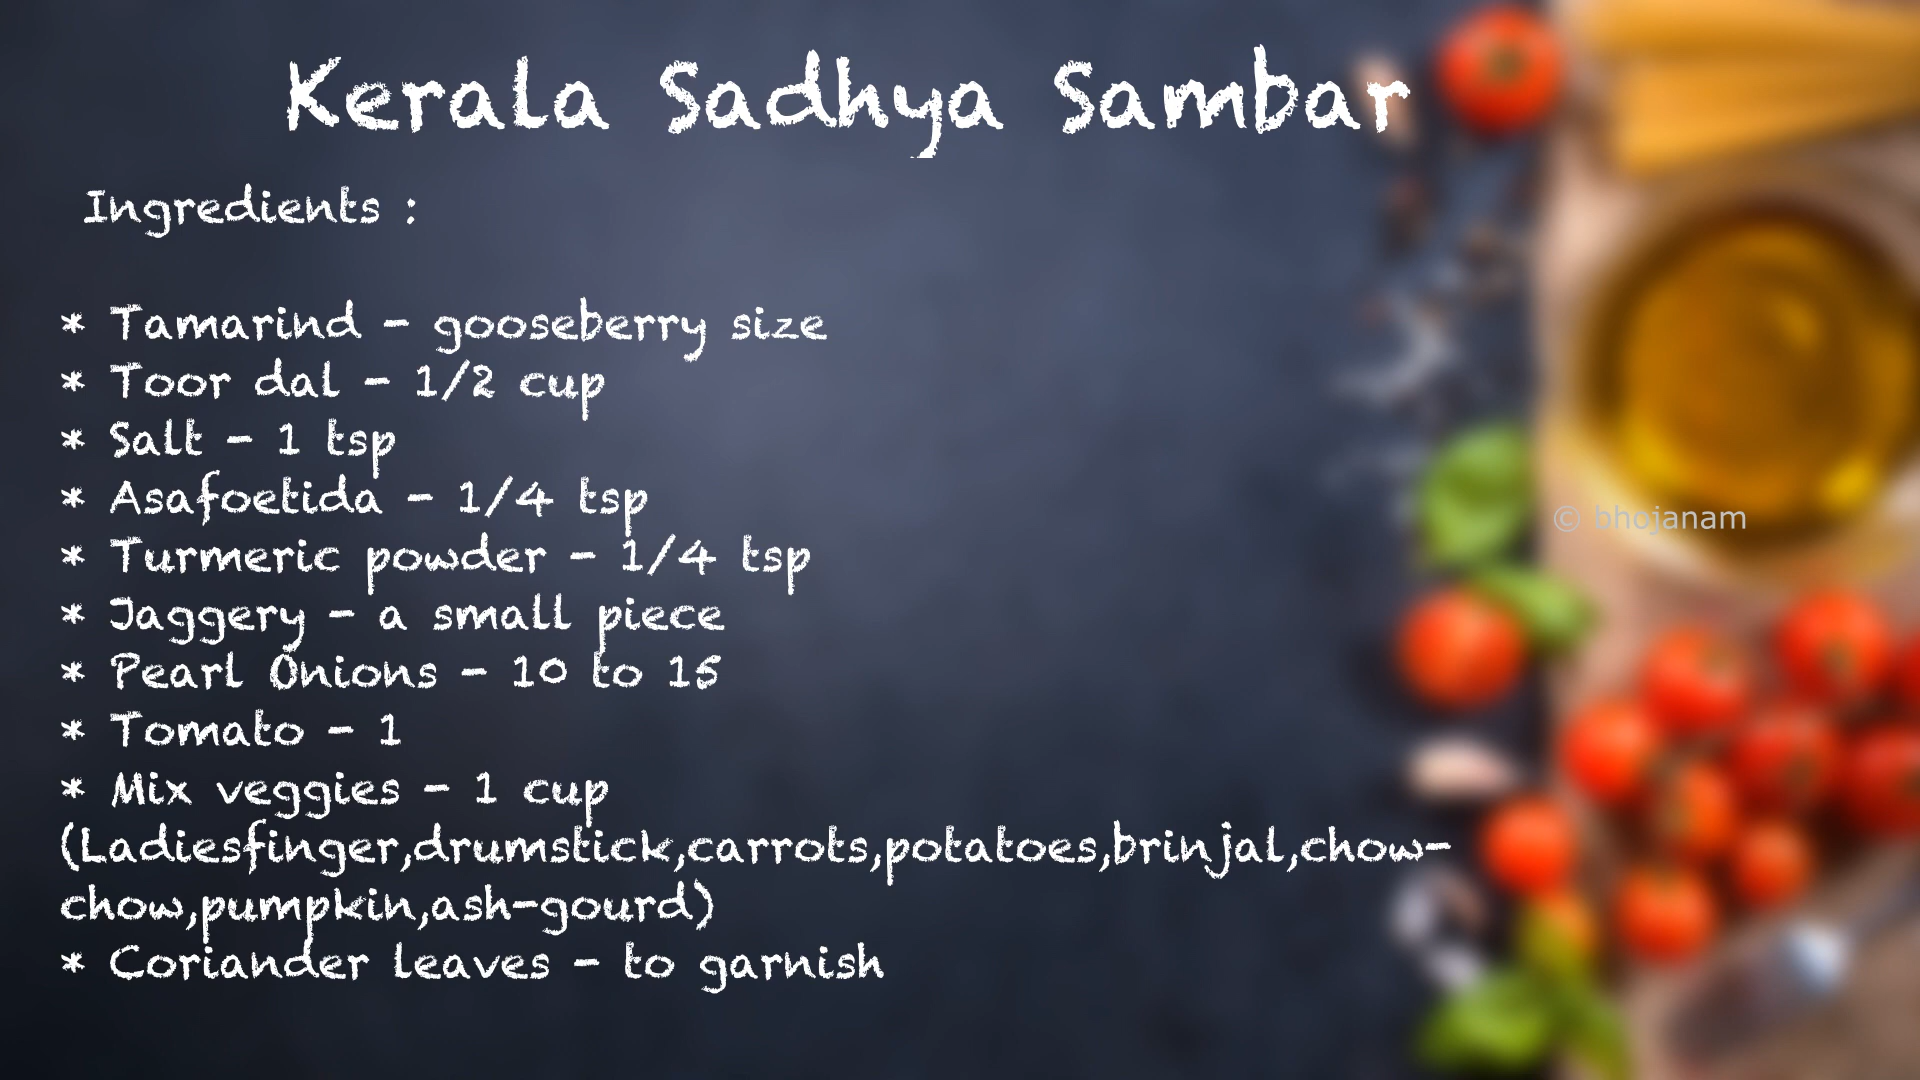 Kerala Sadhya Sambar
Ingredients :
* Tamarind - gooseberry size
* Toor dal - 1/2 cup
* Salt - 1 tsp
* Asafoetida - 1/4 tsp
* Turmeric powder - 1/4 tsp
* Jaggery - a small piece
* Pearl Onions - 10 to 15
* Tomato - 1
* Mix veggies - 1 cup
(Ladiesfinger,drumstick,carrots,potatoes,brinjal,chow-
chow,pumpkin,ash-gourd)
* Coriander leaves - to garnish
© bhojanam